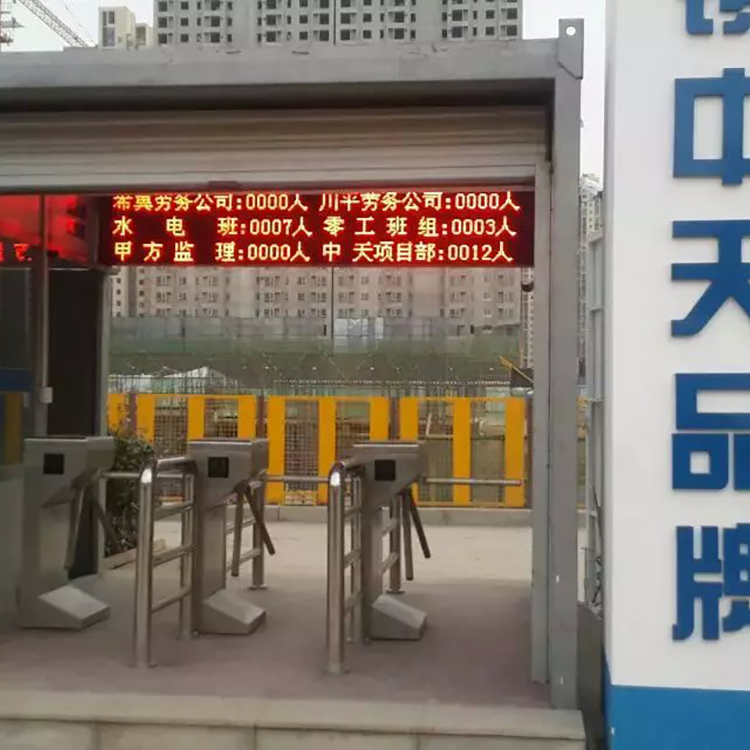 希典劳务公司:0000人 川平劳务公司:0000人
水 电 班:0007人 零 工 班 组:0003人
甲 方 监 理:0000人 中 天项目部:0012人
中天品牌